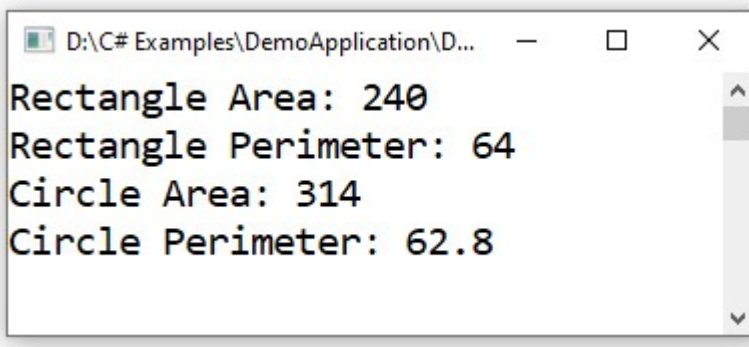 D:\C# Examples\DemoApplication\D...
Rectangle Area: 240
Rectangle Perimeter: 64
Circle Area: 314
Circle Perimeter: 62.8